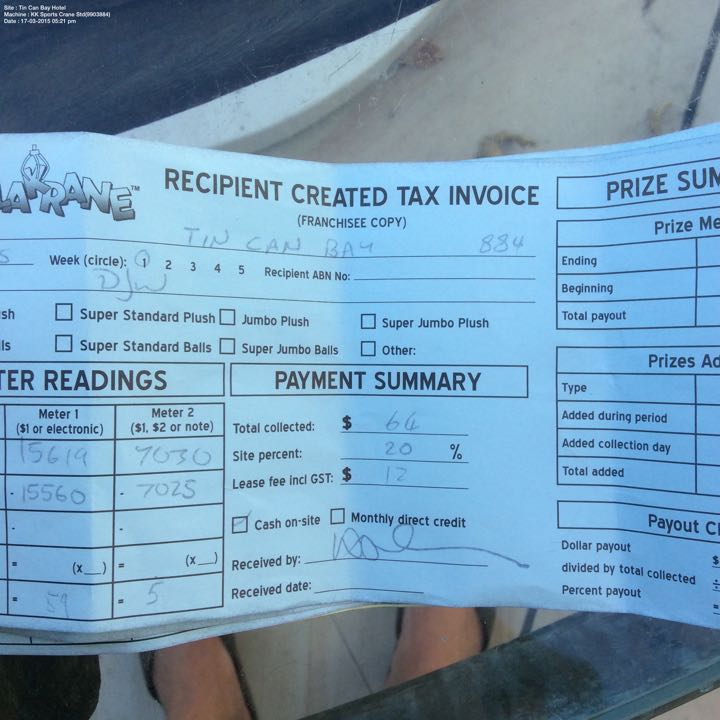 Site : Tin Can Bay Hotel
Machine : KK Sports Crane Std(9903884)
Date : 17-03-2015 05:21 pm
LAKRANE™
RECIPIENT CREATED TAX INVOICE
(FRANCHISEE COPY)
TIN CAN BAY 884
S Week (circle): 1 2 3 4 5 Recipient ABN No:
DJW
sh Super Standard Plush Jumbo Plush Super Jumbo Plush
lls Super Standard Balls Super Jumbo Balls Other:
TER READINGS
Meter 1 Meter 2
($1 or electronic) ($1, $2 or note)
15619 7030
- 15560 - 7025
- -
= (x__) = (x__)
= 59 = 5
PAYMENT SUMMARY
Total collected: $ 64
Site percent: 20 %
Lease fee incl GST: $ 12
Cash on-site Monthly direct credit
Received by:
Received date:
PRIZE SUM
Prize Me
Ending
Beginning
Total payout
Prizes Ad
Type
Added during period
Added collection day
Total added
Payout C
Dollar payout $
divided by total collected ÷
Percent payout =